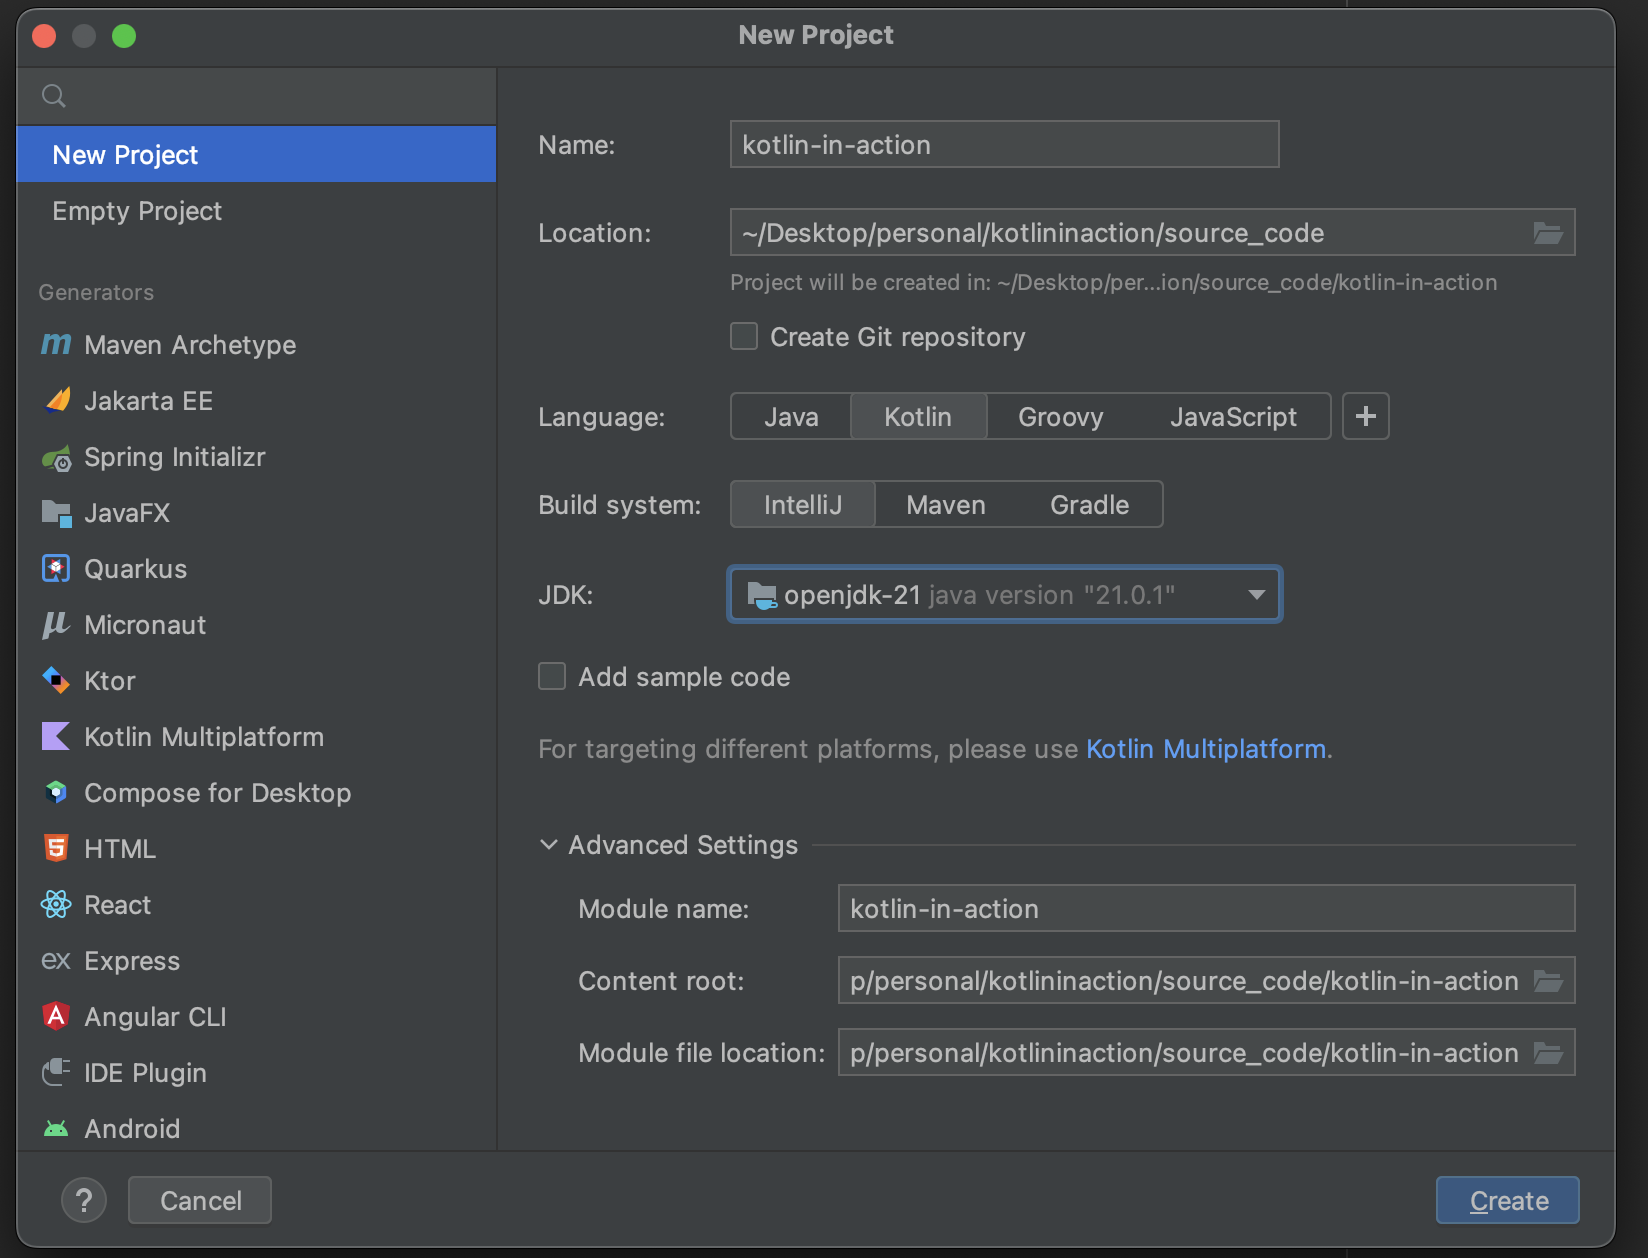 New Project
New Project
Empty Project
Generators
Maven Archetype
Jakarta EE
Spring Initializr
JavaFX
Quarkus
Micronaut
Ktor
Kotlin Multiplatform
Compose for Desktop
HTML
React
Express
Angular CLI
IDE Plugin
Android
Name: kotlin-in-action
Location: ~/Desktop/personal/kotlininaction/source_code
Project will be created in: ~/Desktop/per...ion/source_code/kotlin-in-action
Create Git repository
Language: Java Kotlin Groovy JavaScript +
Build system: IntelliJ Maven Gradle
JDK: openjdk-21 java version "21.0.1"
Add sample code
For targeting different platforms, please use Kotlin Multiplatform.
Advanced Settings
Module name: kotlin-in-action
Content root: p/personal/kotlininaction/source_code/kotlin-in-action
Module file location: p/personal/kotlininaction/source_code/kotlin-in-action
? Cancel Create